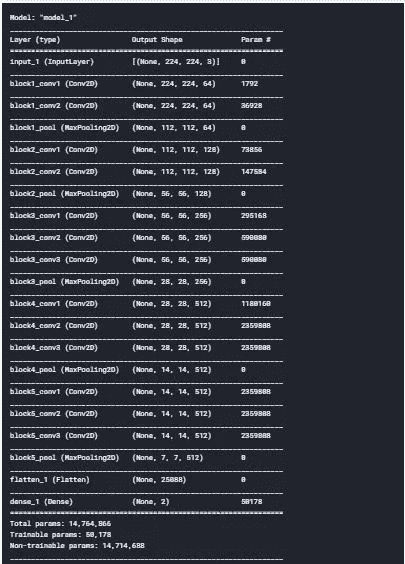 Model: "model_1"
Layer (type) Output Shape Param #
input_1 (InputLayer) [(None, 224, 224, 3)] 0
block1_conv1 (Conv2D) (None, 224, 224, 64) 1792
block1_conv2 (Conv2D) (None, 224, 224, 64) 36928
block1_pool (MaxPooling2D) (None, 112, 112, 64) 0
block2_conv1 (Conv2D) (None, 112, 112, 128) 73856
block2_conv2 (Conv2D) (None, 112, 112, 128) 147584
block2_pool (MaxPooling2D) (None, 56, 56, 128) 0
block3_conv1 (Conv2D) (None, 56, 56, 256) 295168
block3_conv2 (Conv2D) (None, 56, 56, 256) 590080
block3_conv3 (Conv2D) (None, 56, 56, 256) 590080
block3_pool (MaxPooling2D) (None, 28, 28, 256) 0
block4_conv1 (Conv2D) (None, 28, 28, 512) 1180160
block4_conv2 (Conv2D) (None, 28, 28, 512) 2359808
block4_conv3 (Conv2D) (None, 28, 28, 512) 2359808
block4_pool (MaxPooling2D) (None, 14, 14, 512) 0
block5_conv1 (Conv2D) (None, 14, 14, 512) 2359808
block5_conv2 (Conv2D) (None, 14, 14, 512) 2359808
block5_conv3 (Conv2D) (None, 14, 14, 512) 2359808
block5_pool (MaxPooling2D) (None, 7, 7, 512) 0
flatten_1 (Flatten) (None, 25088) 0
dense_1 (Dense) (None, 2) 50178
Total params: 14,764,866
Trainable params: 50,178
Non-trainable params: 14,714,688